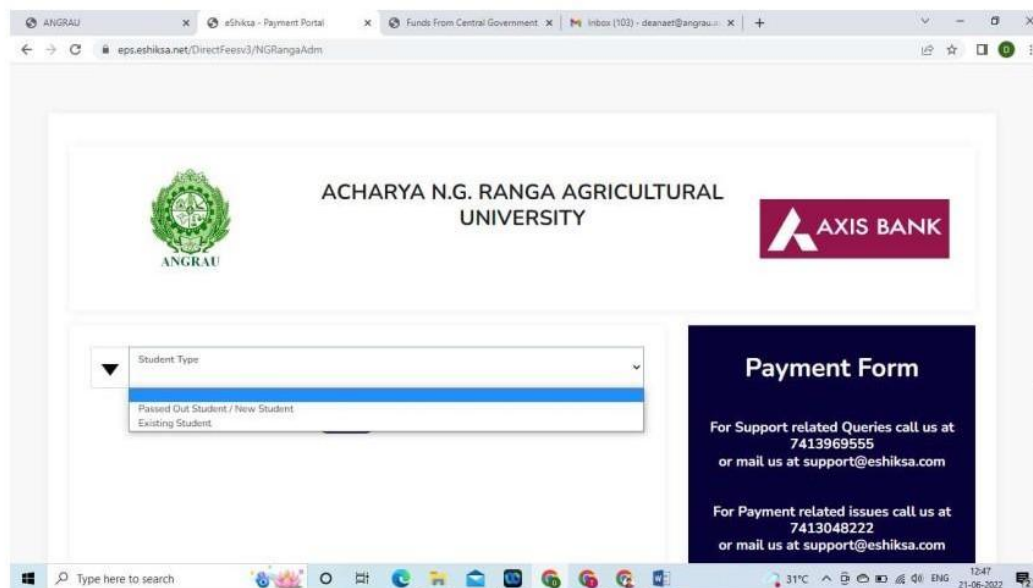 ANGRAU
eShiksa - Payment Portal
Funds From Central Government
Inbox (103) - deanaet@angrau.a
eps.eshiksa.net/DirectFeesv3/NGRangaAdm
D
ACHARYA N.G. RANGA AGRICULTURAL
UNIVERSITY
ANGRAU
AXIS BANK
Student Type
Passed Out Student / New Student
Existing Student
Payment Form
For Support related Queries call us at
7413969555
or mail us at support@eshiksa.com
For Payment related issues call us at
7413048222
or mail us at support@eshiksa.com
Type here to search
31°C
ENG
12:47
21-06-2022